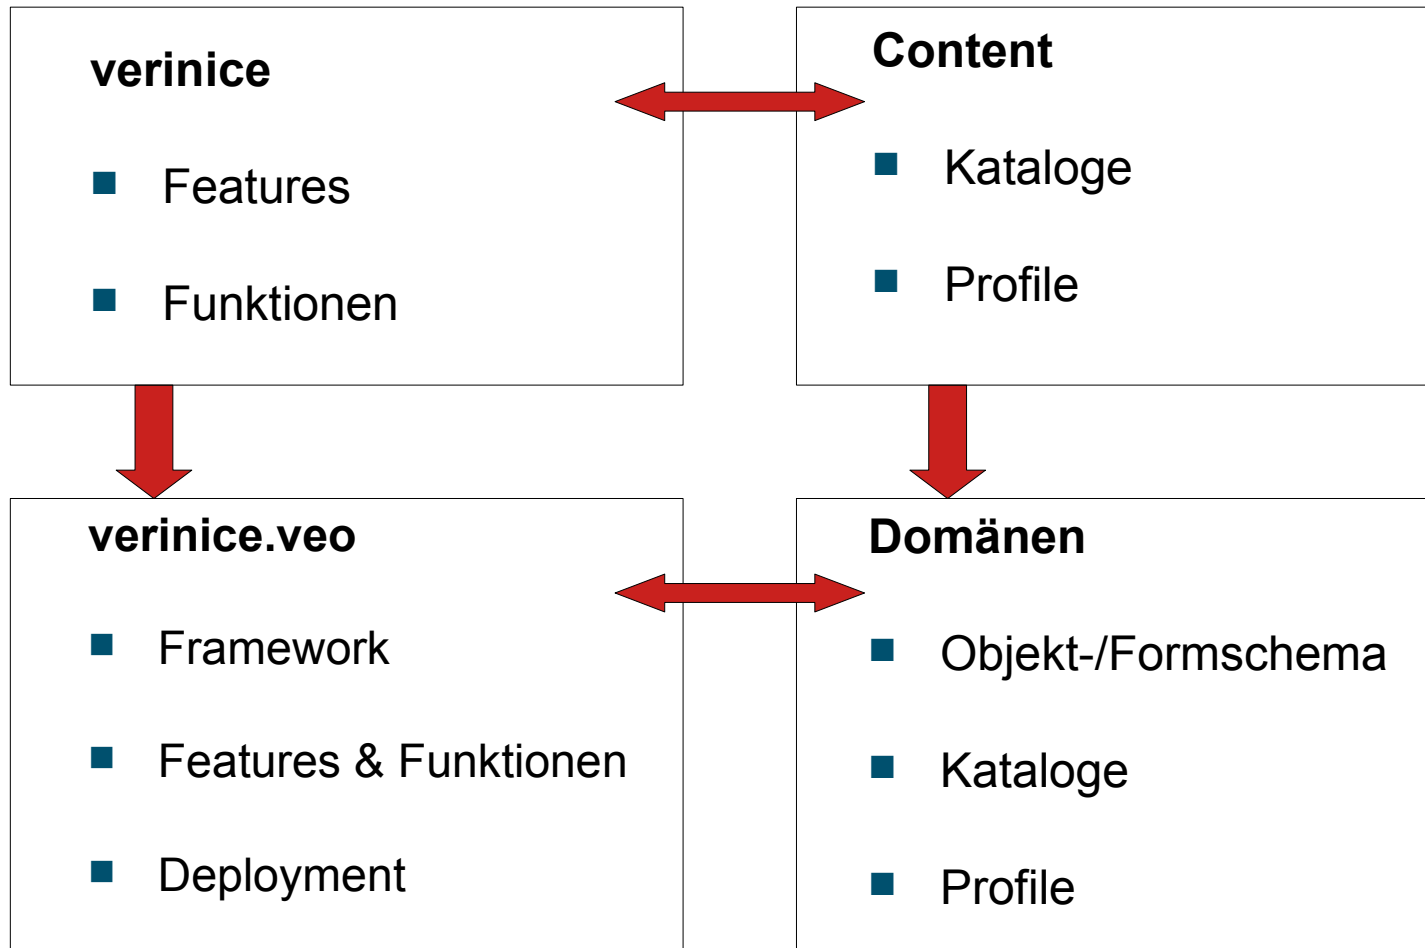 verinice
Features
Funktionen
Content
Kataloge
Profile
verinice.veo
Framework
Features & Funktionen
Deployment
Domänen
Objekt-/Formschema
Kataloge
Profile